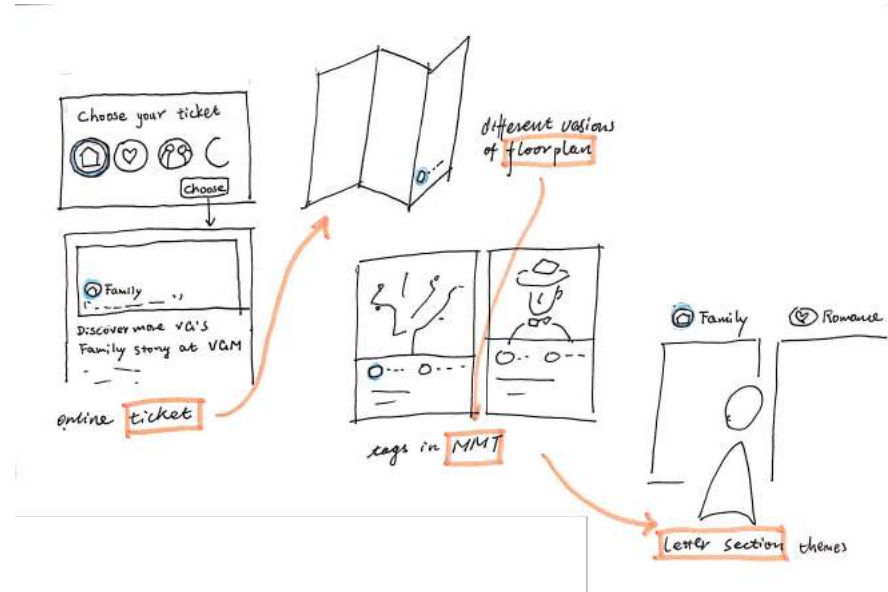 Choose your ticket
Choose
Family
Discover more VG'S
Family story at VGM
online ticket
different vasions
of floorplan
tags in MMT
Family
Romance
Letter section themes